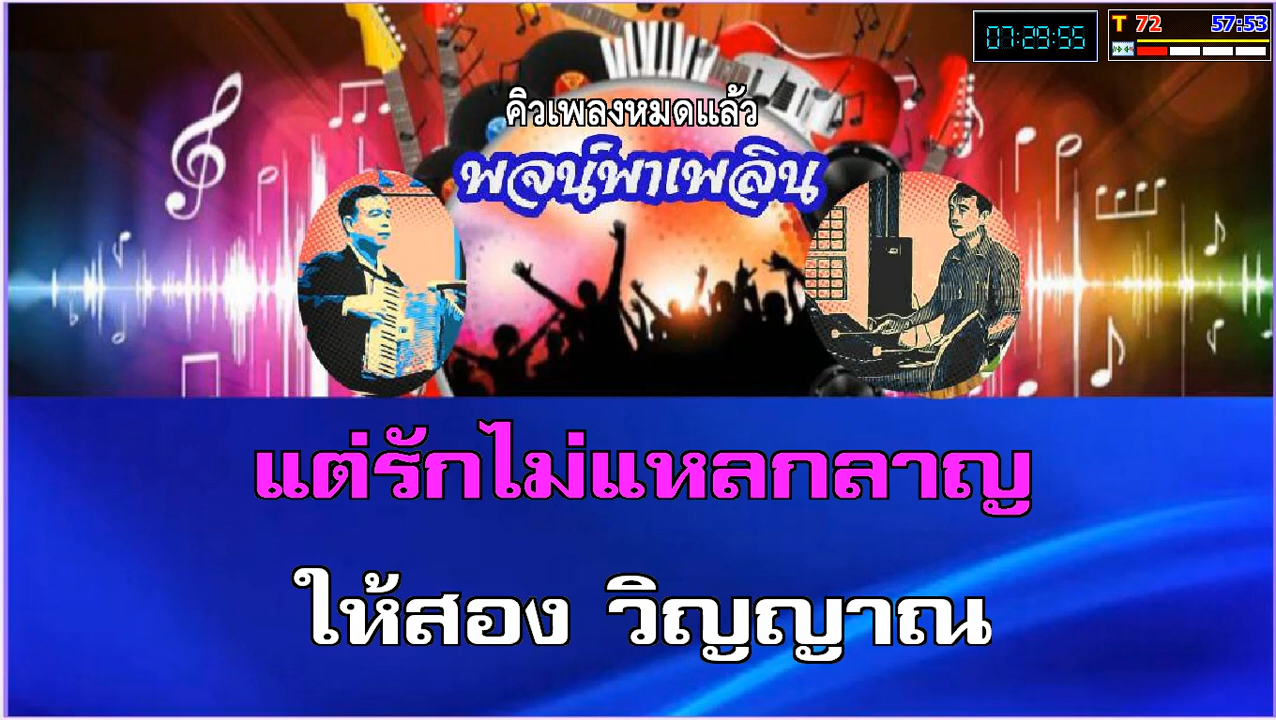 07:29:55
T 72 57:53
คิวเพลงหมดแล้ว
พจน์พาเพลิน
แต่รักไม่แหลกลาญ
ให้สอง วิญญาณ